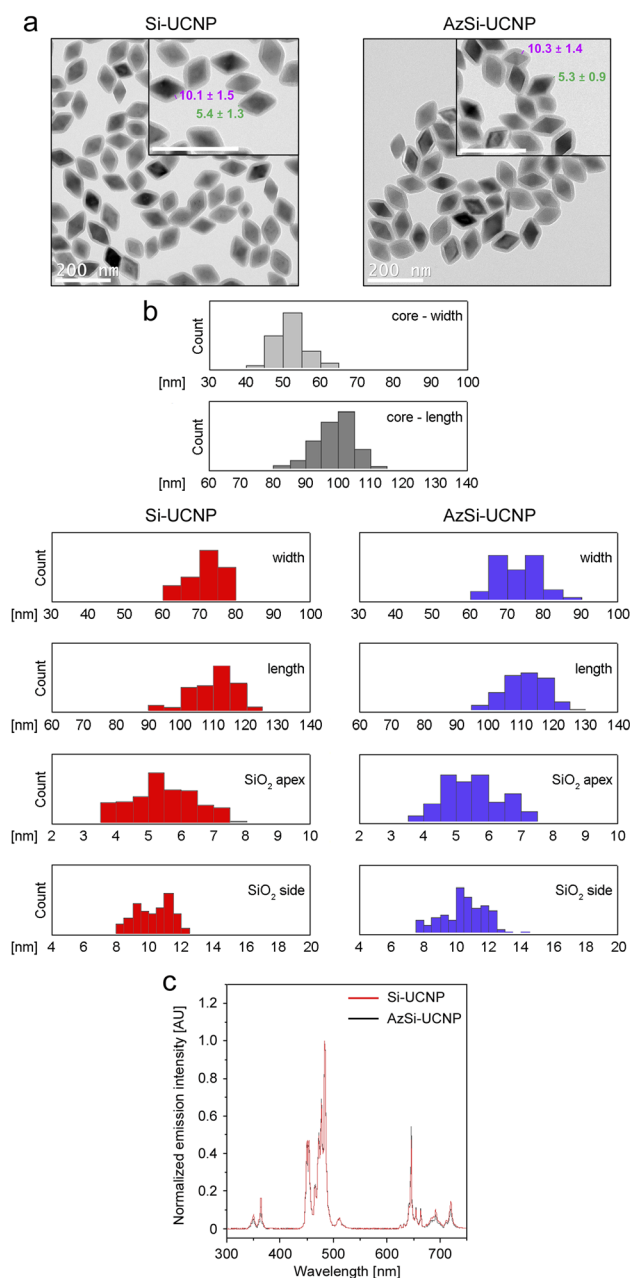 a
Si-UCNP
AzSi-UCNP
10.1 ± 1.5
5.4 ± 1.3
200 nm
10.3 ± 1.4
5.3 ± 0.9
200 nm
b
Count
core - width
[nm]
30 40 50 60 70 80 90 100
Count
core - length
[nm]
60 70 80 90 100 110 120 130 140
Si-UCNP
AzSi-UCNP
Count
width
width
[nm]
30 40 50 60 70 80 90 100
30 40 50 60 70 80 90 100
Count
length
length
[nm]
60 70 80 90 100 110 120 130 140
60 70 80 90 100 110 120 130 140
Count
SiO₂ apex
SiO₂ apex
[nm]
2 3 4 5 6 7 8 9 10
2 3 4 5 6 7 8 9 10
Count
SiO₂ side
SiO₂ side
[nm]
4 6 8 10 12 14 16 18 20
4 6 8 10 12 14 16 18 20
c
Normalized emission intensity [AU]
Si-UCNP
AzSi-UCNP
1.2
1.0
0.8
0.6
0.4
0.2
0
300 400 500 600 700
Wavelength [nm]